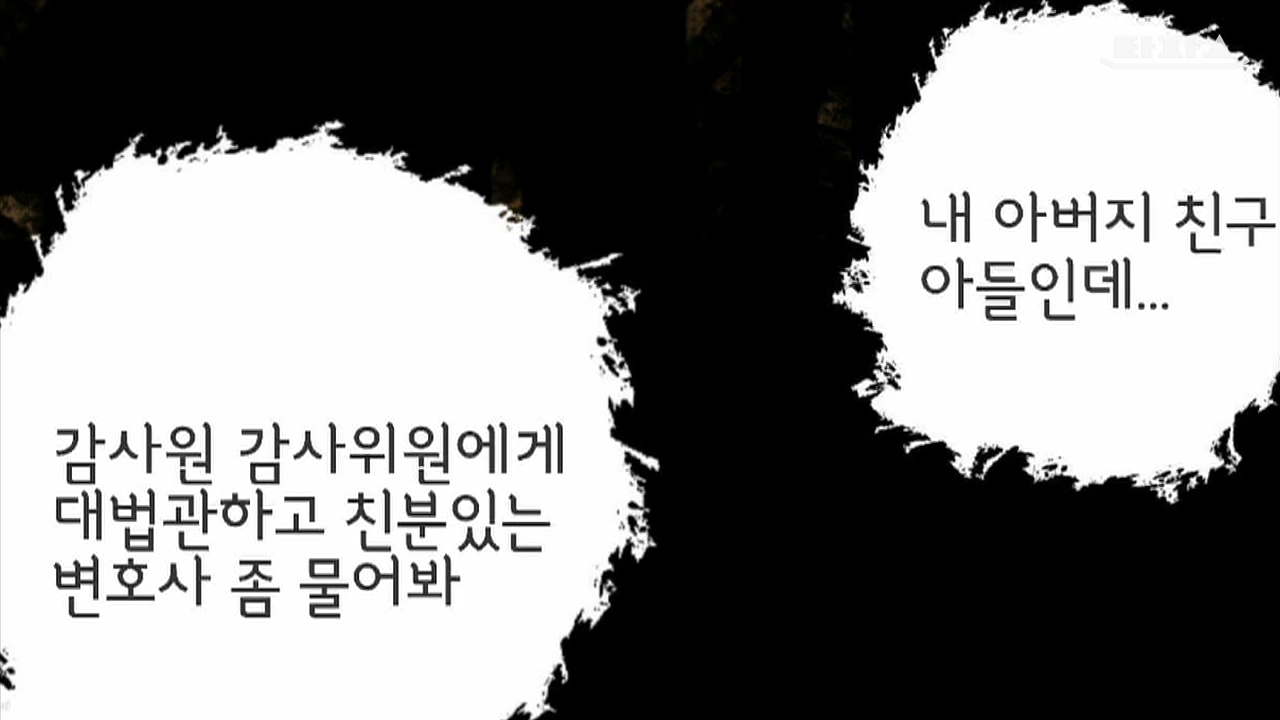 감사원 감사위원에게
대법관하고 친분있는
변호사 좀 물어봐
내 아버지 친구
아들인데...